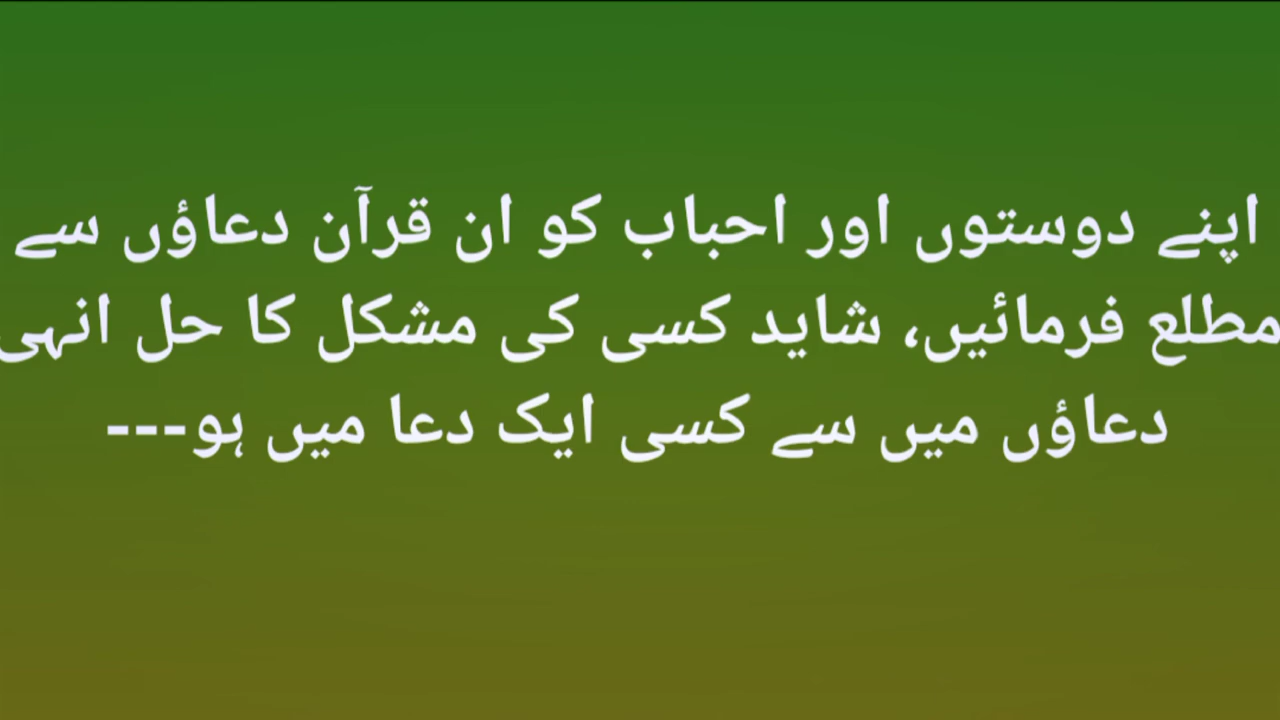 اپنے دوستوں اور احباب کو ان قرآن دعاؤں سے
مطلع فرمائیں، شاید کسی کی مشکل کا حل انہی
دعاؤں میں سے کسی ایک دعا میں ہو---